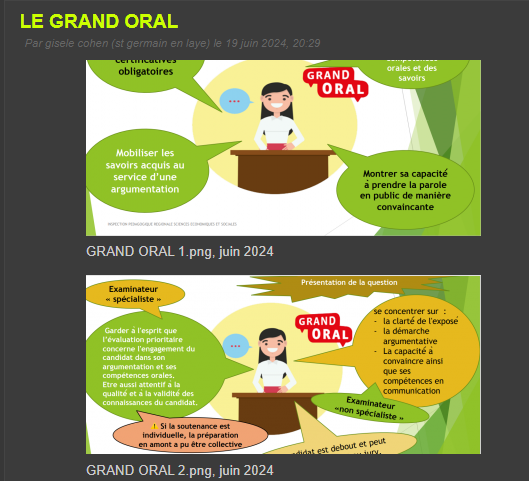 LE GRAND ORAL
Par gisele cohen (st germain en laye) le 19 juin 2024, 20:29
certificatives
obligatoires
GRAND
ORAL
orales et des
savoirs
Mobiliser les
savoirs acquis au
service d'une
argumentation
Montrer sa capacité
à prendre la parole
en public de manière
convaincante
INSPECTION PEDAGOGIQUE REGIONALE SCIENCES ECONOMIQUES ET SOCIALES
GRAND ORAL 1.png, juin 2024
Examinateur
« spécialiste »
Présentation de la question
Garder à l'esprit que
l'évaluation prioritaire
concerne l'engagement du
candidat dans son
argumentation et ses
compétences orales.
Etre aussi attentif à la
qualité et à la validité des
connaissances du candidat.
GRAND
ORAL
se concentrer sur :
- la clarté de l'exposé
- la démarche
argumentative
- La capacité à
convaincre ainsi
que ses
compétences en
communication
Examinateur
«non spécialiste »
Si la soutenance est
individuelle, la préparation
en amont a pu être collective
est debout et peut
jury,
GRAND ORAL 2.png, juin 2024